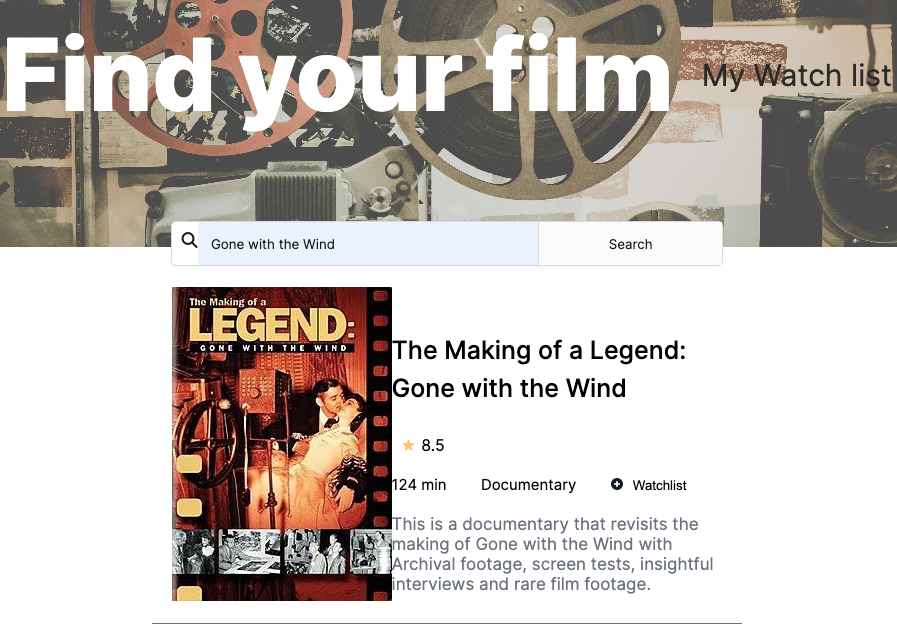 Find your film
My Watch list
Gone with the Wind
Search
The Making of a
LEGEND:
GONE WITH THE WIND
The Making of a Legend:
Gone with the Wind
8.5
124 min
Documentary
Watchlist
This is a documentary that revisits the
making of Gone with the Wind with
Archival footage, screen tests, insightful
interviews and rare film footage.